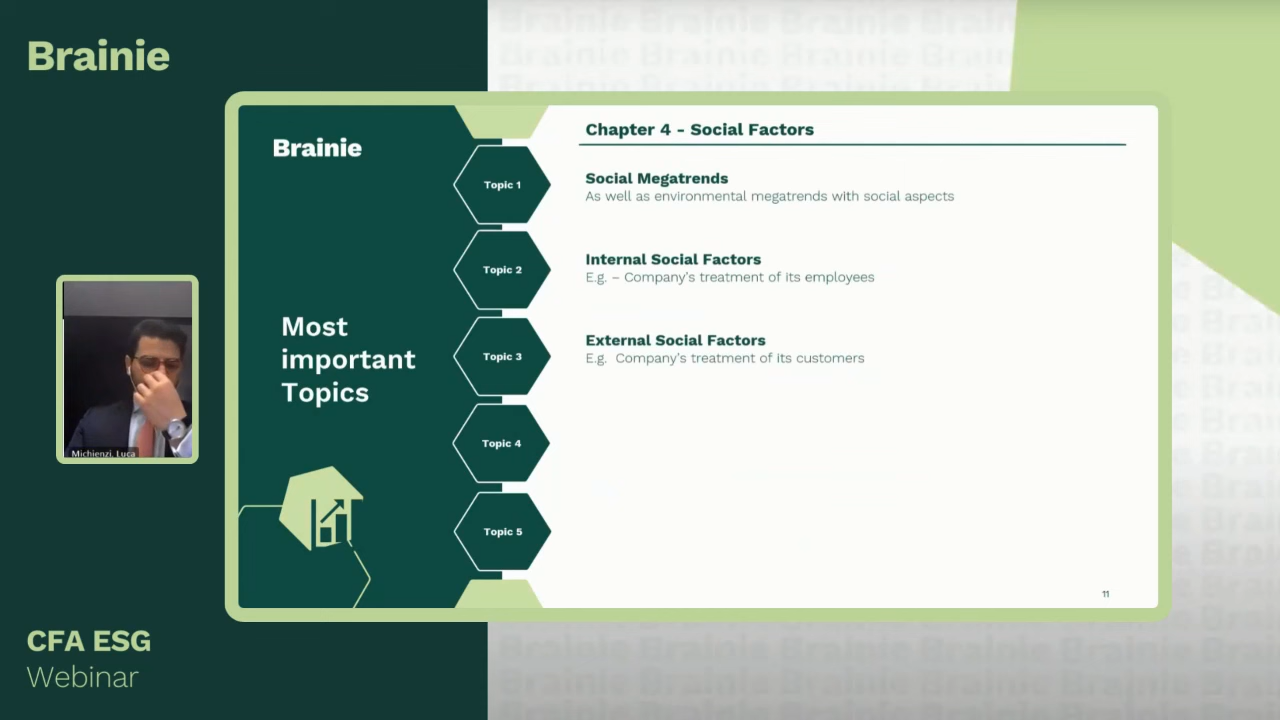 Brainie
Brainie
Chapter 4 - Social Factors
Topic 1
Social Megatrends
As well as environmental megatrends with social aspects
Topic 2
Internal Social Factors
E.g. – Company's treatment of its employees
Most
important
Topics
Topic 3
External Social Factors
E.g. Company's treatment of its customers
Topic 4
Topic 5
Michienzi, Luca
11
CFA ESG
Webinar